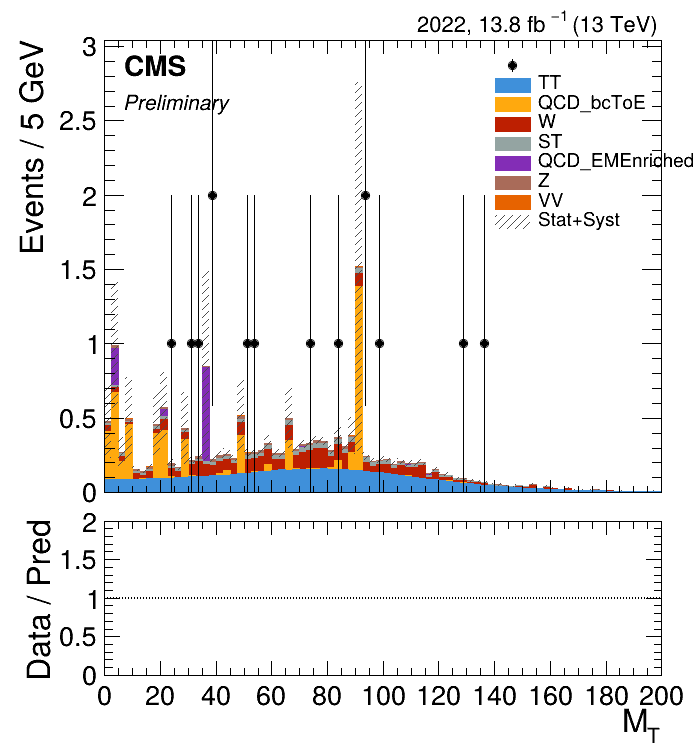 2022, 13.8 fb⁻¹ (13 TeV)
CMS
Preliminary
TT
QCD_bcToE
W
ST
QCD_EMEnriched
Z
VV
Stat+Syst
Events / 5 GeV
3
2.5
2
1.5
1
0.5
0
Data / Pred
2
1.5
1
0.5
0
0 20 40 60 80 100 120 140 160 180 200
M_T